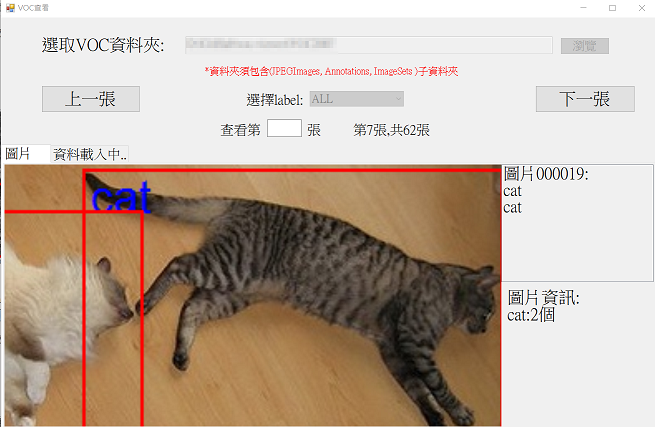 VOC查看
選取VOC資料夾:
瀏覽
*資料夾須包含(JPEGImages, Annotations, ImageSets )子資料夾
上一張
選擇label:
ALL
下一張
查看第 張 第7張,共62張
圖片
資料載入中..
cat
圖片000019:
cat
cat
圖片資訊:
cat:2個